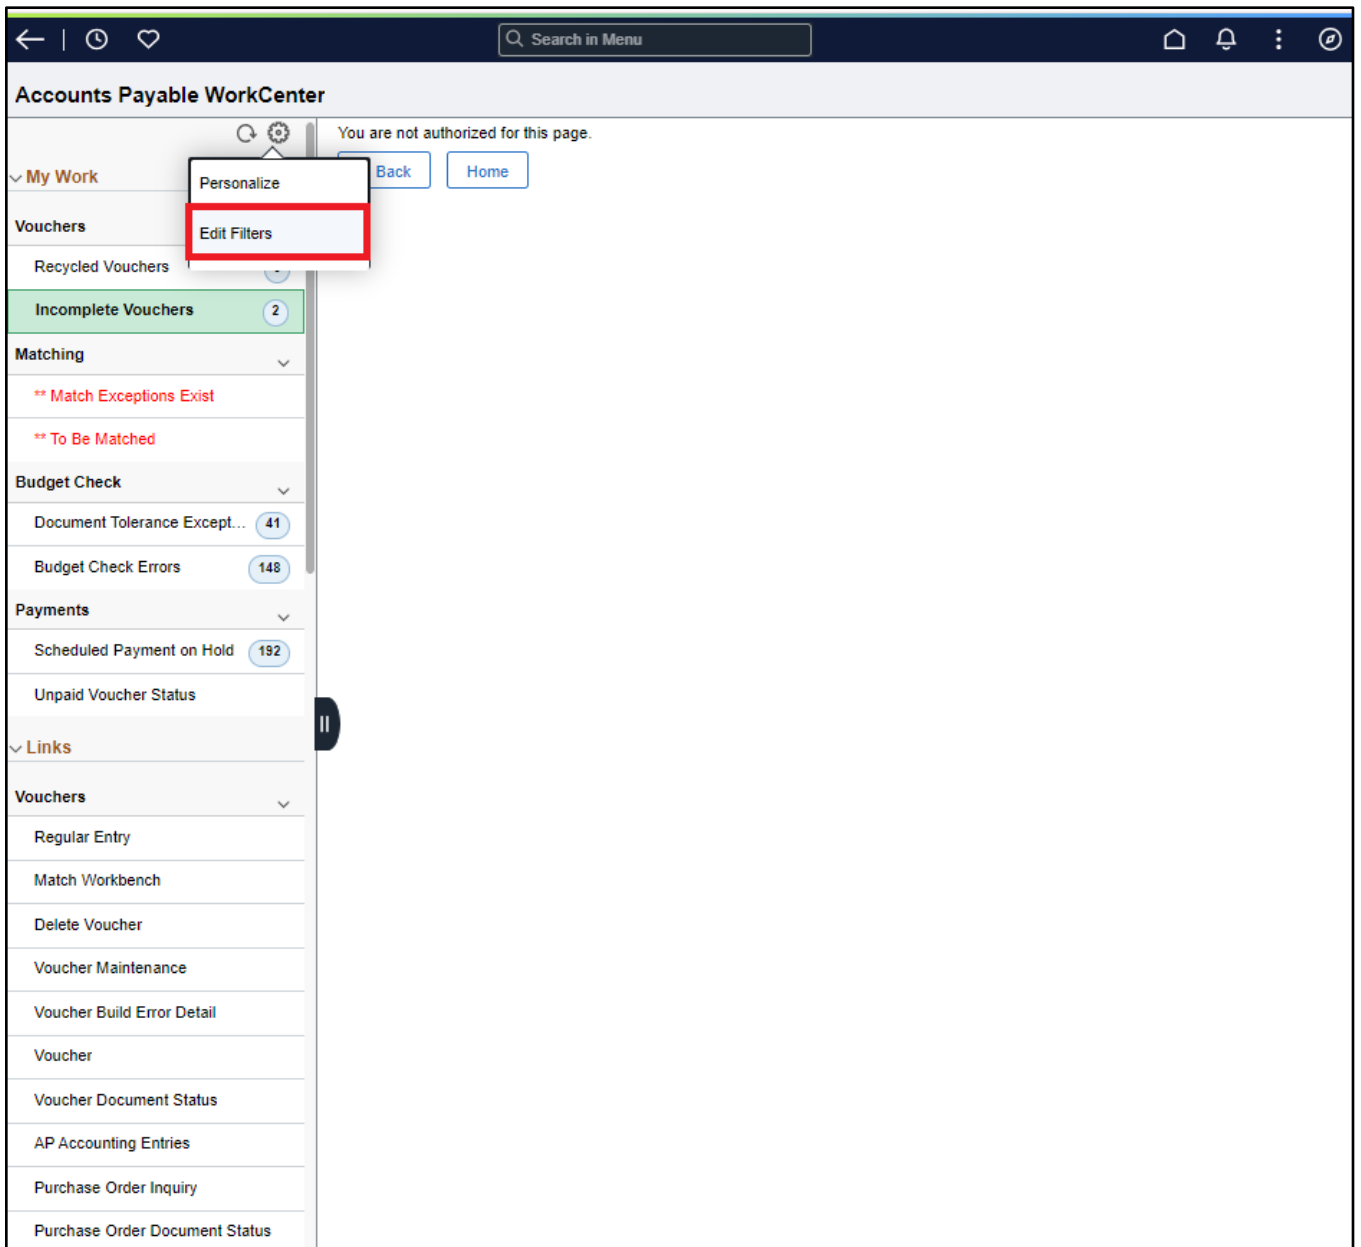 Search in Menu
Accounts Payable WorkCenter
You are not authorized for this page.
Back
Home
My Work
Personalize
Edit Filters
Vouchers
Recycled Vouchers
Incomplete Vouchers 2
Matching
** Match Exceptions Exist
** To Be Matched
Budget Check
Document Tolerance Except... 41
Budget Check Errors 148
Payments
Scheduled Payment on Hold 192
Unpaid Voucher Status
Links
Vouchers
Regular Entry
Match Workbench
Delete Voucher
Voucher Maintenance
Voucher Build Error Detail
Voucher
Voucher Document Status
AP Accounting Entries
Purchase Order Inquiry
Purchase Order Document Status